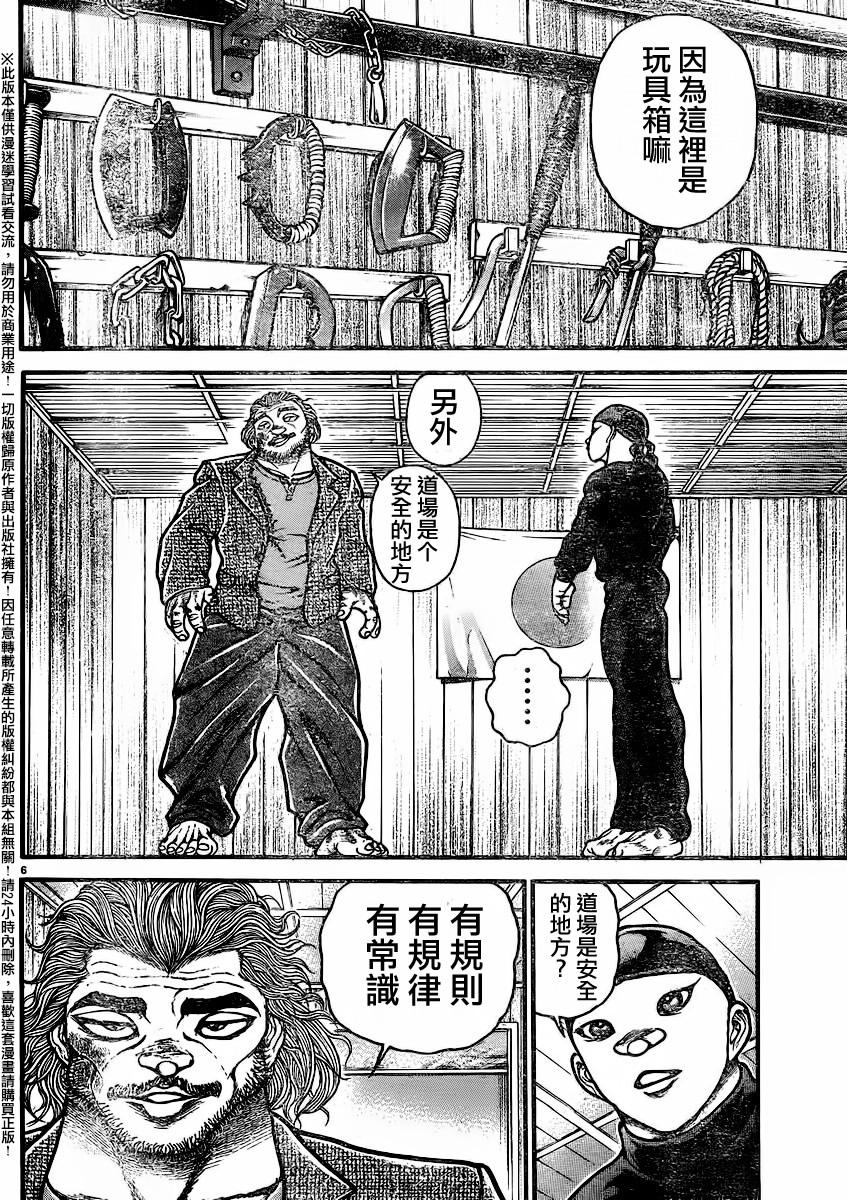 因為這裡是
玩具箱嘛
另外
道場是个
安全的地方
⋯⋯
道場是安全
的地方？
有規則
有規律
有常識
6
※此版本僅供漫迷學習試看交流，請勿用於商業用途！一切版權歸原作者與出版社擁有！因任意轉載所產生的版權糾紛都與本組無關！請24小時內刪除，喜歡這套漫畫請購買正版！